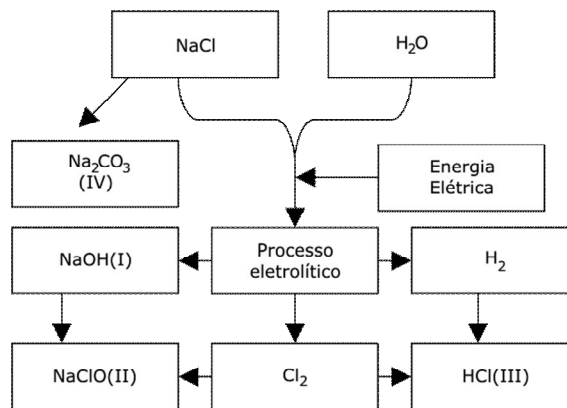 NaCl
H₂O
Na₂CO₃
(IV)
Energia
Elétrica
NaOH(I)
Processo
eletrolítico
H₂
NaClO(II)
Cl₂
HCl(III)